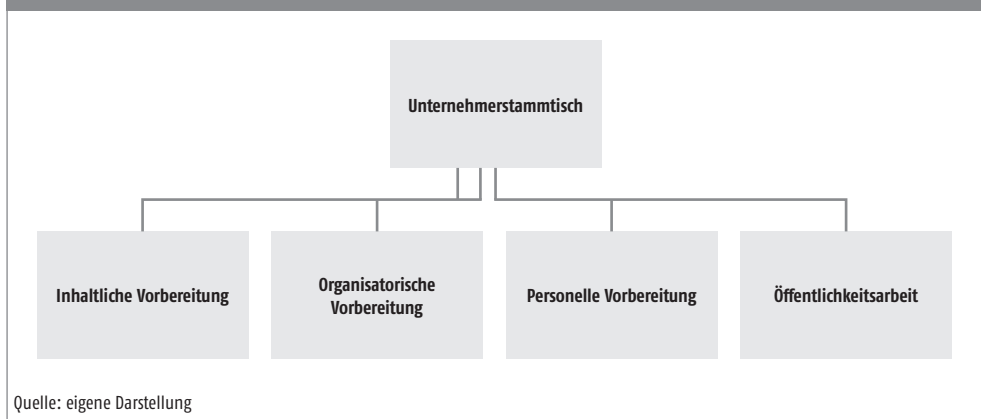 Unternehmerstammtisch
Inhaltliche Vorbereitung
Organisatorische
Vorbereitung
Personelle Vorbereitung
Öffentlichkeitsarbeit
Quelle: eigene Darstellung